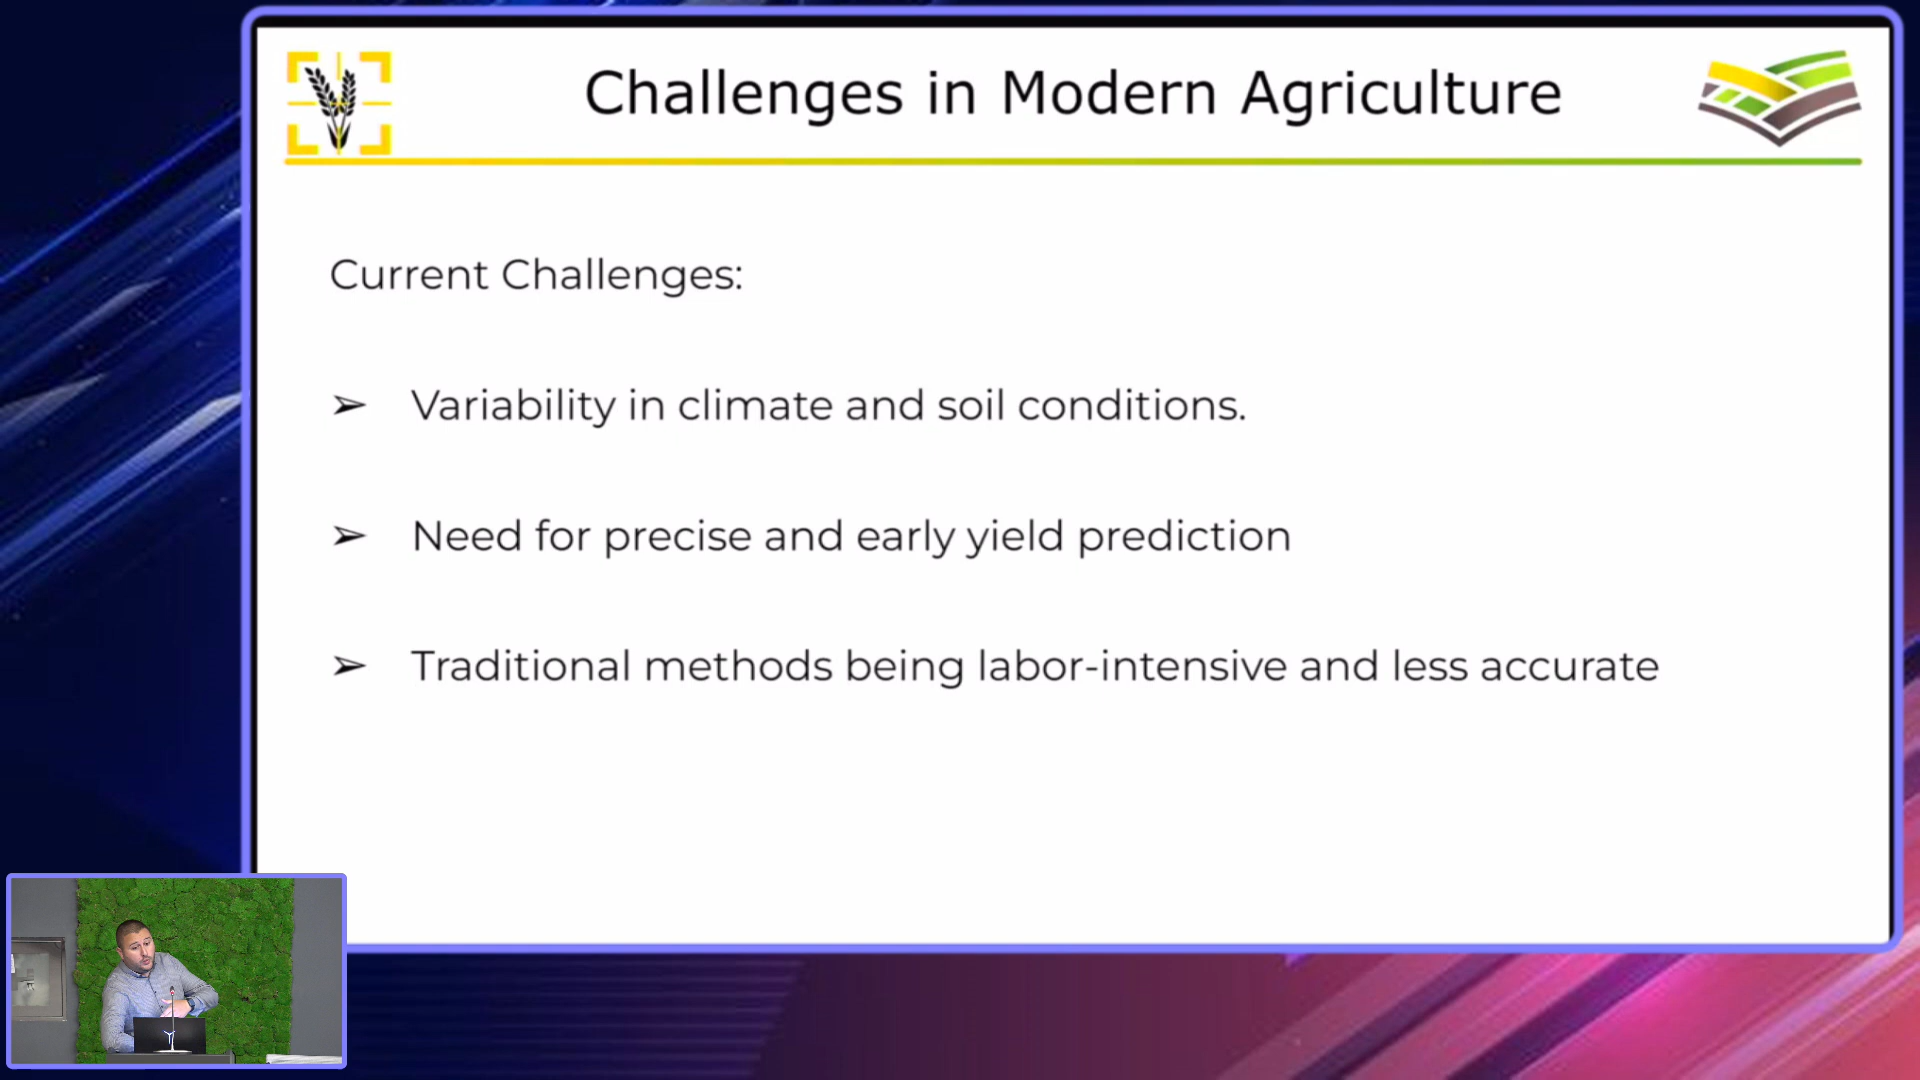 Challenges in Modern Agriculture
Current Challenges:
➢ Variability in climate and soil conditions.
➢ Need for precise and early yield prediction
➢ Traditional methods being labor-intensive and less accurate